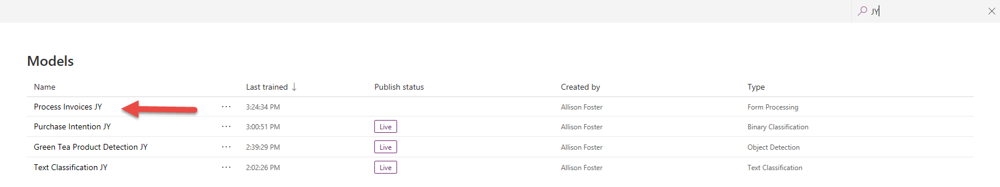 JY
Models
Name Last trained Publish status Created by Type
Process Invoices JY 3:24:34 PM Allison Foster Form Processing
Purchase Intention JY 3:00:51 PM Live Allison Foster Binary Classification
Green Tea Product Detection JY 2:39:29 PM Live Allison Foster Object Detection
Text Classification JY 2:02:26 PM Live Allison Foster Text Classification